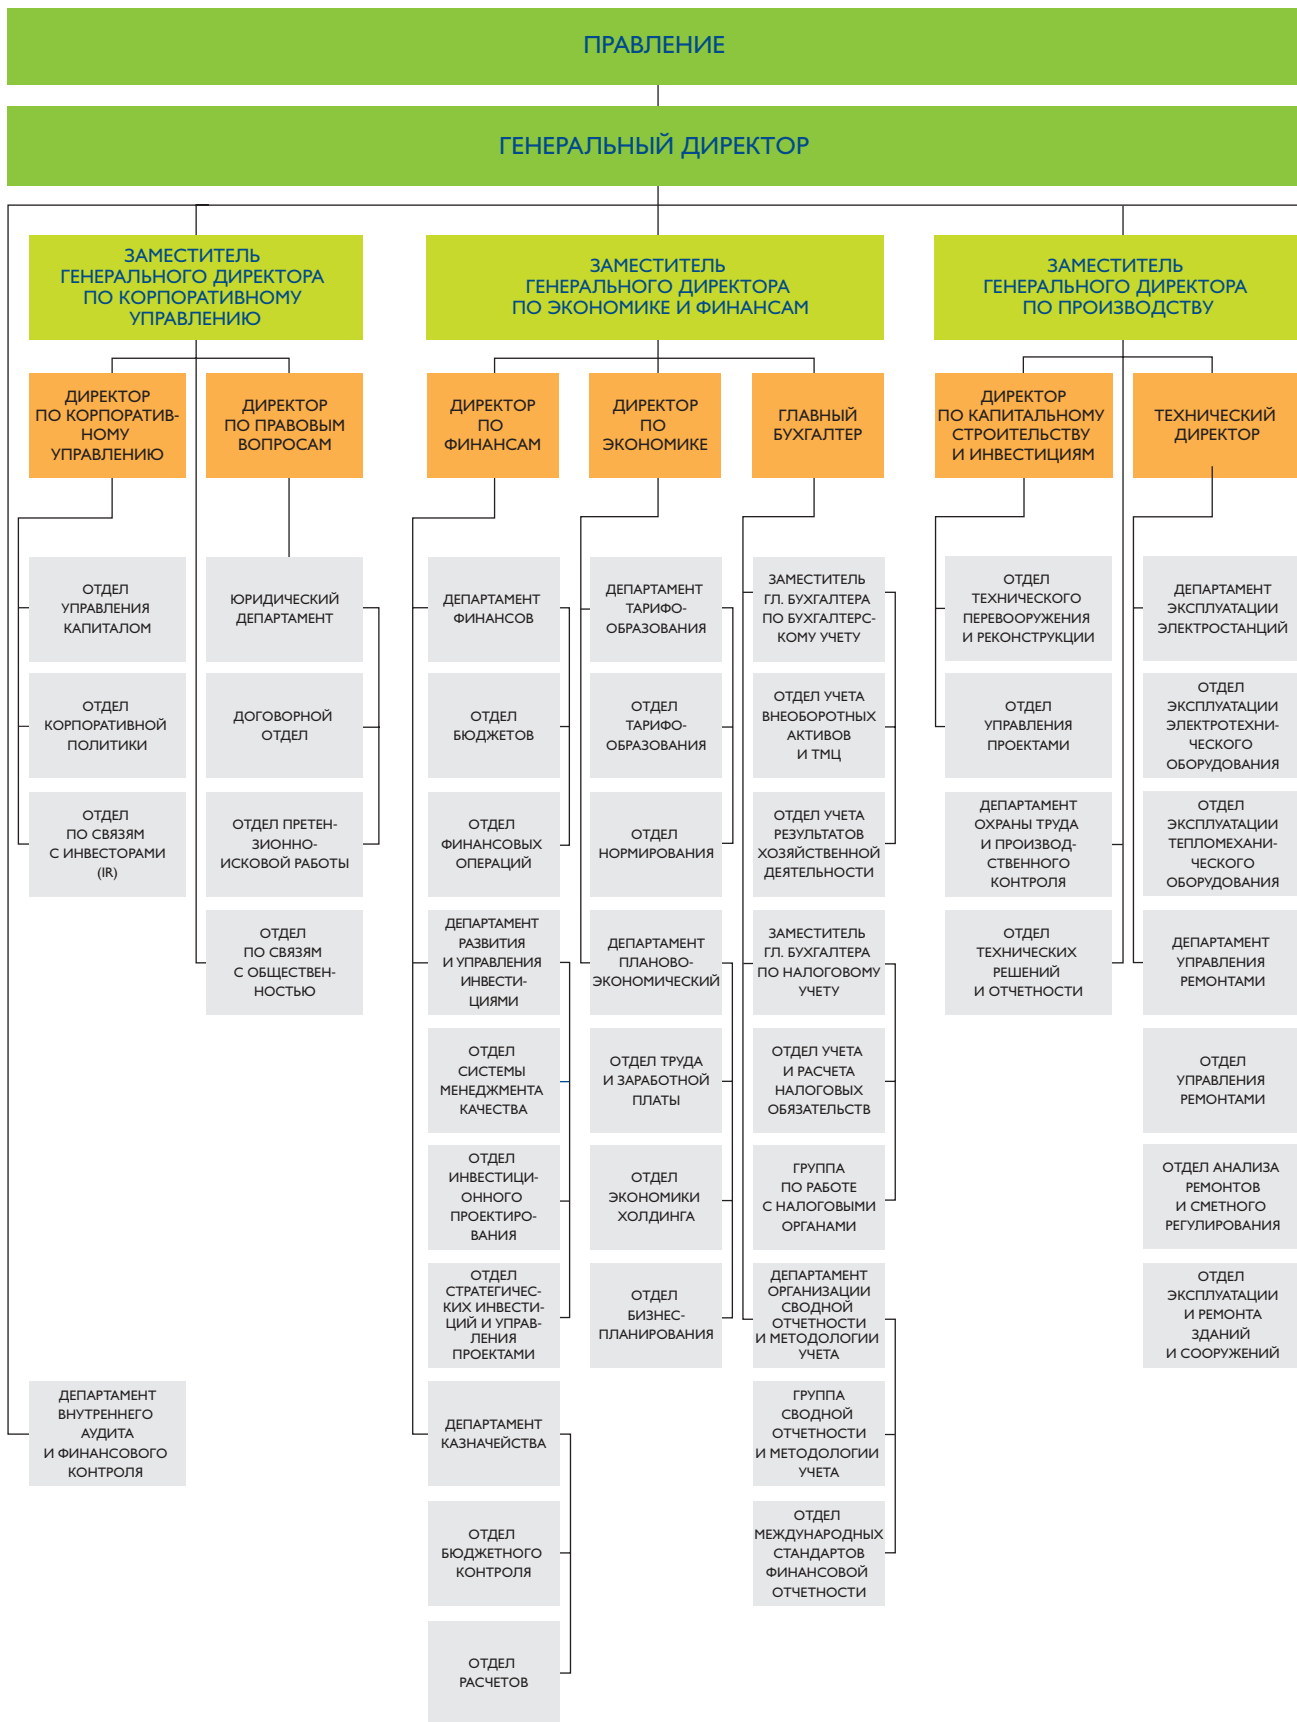 ПРАВЛЕНИЕ
ГЕНЕРАЛЬНЫЙ ДИРЕКТОР
ЗАМЕСТИТЕЛЬ
ГЕНЕРАЛЬНОГО ДИРЕКТОРА
ПО КОРПОРАТИВНОМУ
УПРАВЛЕНИЮ
ЗАМЕСТИТЕЛЬ
ГЕНЕРАЛЬНОГО ДИРЕКТОРА
ПО ЭКОНОМИКЕ И ФИНАНСАМ
ЗАМЕСТИТЕЛЬ
ГЕНЕРАЛЬНОГО ДИРЕКТОРА
ПО ПРОИЗВОДСТВУ
ДИРЕКТОР
ПО КОРПОРАТИВ-
НОМУ
УПРАВЛЕНИЮ
ДИРЕКТОР
ПО ПРАВОВЫМ
ВОПРОСАМ
ДИРЕКТОР
ПО
ФИНАНСАМ
ДИРЕКТОР
ПО
ЭКОНОМИКЕ
ГЛАВНЫЙ
БУХГАЛТЕР
ДИРЕКТОР
ПО КАПИТАЛЬНОМУ
СТРОИТЕЛЬСТВУ
И ИНВЕСТИЦИЯМ
ТЕХНИЧЕСКИЙ
ДИРЕКТОР
ОТДЕЛ
УПРАВЛЕНИЯ
КАПИТАЛОМ
ЮРИДИЧЕСКИЙ
ДЕПАРТАМЕНТ
ДЕПАРТАМЕНТ
ФИНАНСОВ
ДЕПАРТАМЕНТ
ТАРИФО-
ОБРАЗОВАНИЯ
ЗАМЕСТИТЕЛЬ
ГЛ. БУХГАЛТЕРА
ПО БУХГАЛТЕРС-
КОМУ УЧЕТУ
ОТДЕЛ
ТЕХНИЧЕСКОГО
ПЕРЕВООРУЖЕНИЯ
И РЕКОНСТРУКЦИИ
ДЕПАРТАМЕНТ
ЭКСПЛУАТАЦИИ
ЭЛЕКТРОСТАНЦИЙ
ОТДЕЛ
КОРПОРАТИВНОЙ
ПОЛИТИКИ
ДОГОВОРНОЙ
ОТДЕЛ
ОТДЕЛ
БЮДЖЕТОВ
ОТДЕЛ
ТАРИФО-
ОБРАЗОВАНИЯ
ОТДЕЛ УЧЕТА
ВНЕОБОРОТНЫХ
АКТИВОВ
И ТМЦ
ОТДЕЛ
УПРАВЛЕНИЯ
ПРОЕКТАМИ
ОТДЕЛ
ЭКСПЛУАТАЦИИ
ЭЛЕКТРОТЕХНИ-
ЧЕСКОГО
ОБОРУДОВАНИЯ
ОТДЕЛ
ПО СВЯЗЯМ
С ИНВЕСТОРАМИ
(IR)
ОТДЕЛ ПРЕТЕН-
ЗИОННО-
ИСКОВОЙ РАБОТЫ
ОТДЕЛ
ФИНАНСОВЫХ
ОПЕРАЦИЙ
ОТДЕЛ
НОРМИРОВАНИЯ
ОТДЕЛ УЧЕТА
РЕЗУЛЬТАТОВ
ХОЗЯЙСТВЕННОЙ
ДЕЯТЕЛЬНОСТИ
ДЕПАРТАМЕНТ
ОХРАНЫ ТРУДА
И ПРОИЗВОД-
СТВЕННОГО
КОНТРОЛЯ
ОТДЕЛ
ЭКСПЛУАТАЦИИ
ТЕПЛОМЕХАНИ-
ЧЕСКОГО
ОБОРУДОВАНИЯ
ОТДЕЛ
ПО СВЯЗЯМ
С ОБЩЕСТВЕН-
НОСТЬЮ
ДЕПАРТАМЕНТ
РАЗВИТИЯ
И УПРАВЛЕНИЯ
ИНВЕСТИ-
ЦИЯМИ
ДЕПАРТАМЕНТ
ПЛАНОВО-
ЭКОНОМИЧЕСКИЙ
ЗАМЕСТИТЕЛЬ
ГЛ. БУХГАЛТЕРА
ПО НАЛОГОВОМУ
УЧЕТУ
ОТДЕЛ
ТЕХНИЧЕСКИХ
РЕШЕНИЙ
И ОТЧЕТНОСТИ
ДЕПАРТАМЕНТ
УПРАВЛЕНИЯ
РЕМОНТАМИ
ОТДЕЛ
СИСТЕМЫ
МЕНЕДЖМЕНТА
КАЧЕСТВА
ОТДЕЛ ТРУДА
И ЗАРАБОТНОЙ
ПЛАТЫ
ОТДЕЛ УЧЕТА
И РАСЧЕТА
НАЛОГОВЫХ
ОБЯЗАТЕЛЬСТВ
ОТДЕЛ
УПРАВЛЕНИЯ
РЕМОНТАМИ
ОТДЕЛ
ИНВЕСТИЦИ-
ОННОГО
ПРОЕКТИРО-
ВАНИЯ
ОТДЕЛ
ЭКОНОМИКИ
ХОЛДИНГА
ГРУППА
ПО РАБОТЕ
С НАЛОГОВЫМИ
ОРГАНАМИ
ОТДЕЛ АНАЛИЗА
РЕМОНТОВ
И СМЕТНОГО
РЕГУЛИРОВАНИЯ
ОТДЕЛ
СТРАТЕГИЧЕС-
КИХ ИНВЕСТИ-
ЦИЙ И УПРАВ-
ЛЕНИЯ
ПРОЕКТАМИ
ОТДЕЛ
БИЗНЕС-
ПЛАНИРОВАНИЯ
ДЕПАРТАМЕНТ
ОРГАНИЗАЦИИ
СВОДНОЙ
ОТЧЕТНОСТИ
И МЕТОДОЛОГИИ
УЧЕТА
ОТДЕЛ
ЭКСПЛУАТАЦИИ
И РЕМОНТА
ЗДАНИЙ
И СООРУЖЕНИЙ
ДЕПАРТАМЕНТ
ВНУТРЕННЕГО
АУДИТА
И ФИНАНСОВОГО
КОНТРОЛЯ
ДЕПАРТАМЕНТ
КАЗНАЧЕЙСТВА
ГРУППА
СВОДНОЙ
ОТЧЕТНОСТИ
И МЕТОДОЛОГИИ
УЧЕТА
ОТДЕЛ
БЮДЖЕТНОГО
КОНТРОЛЯ
ОТДЕЛ
МЕЖДУНАРОДНЫХ
СТАНДАРТОВ
ФИНАНСОВОЙ
ОТЧЕТНОСТИ
ОТДЕЛ
РАСЧЕТОВ